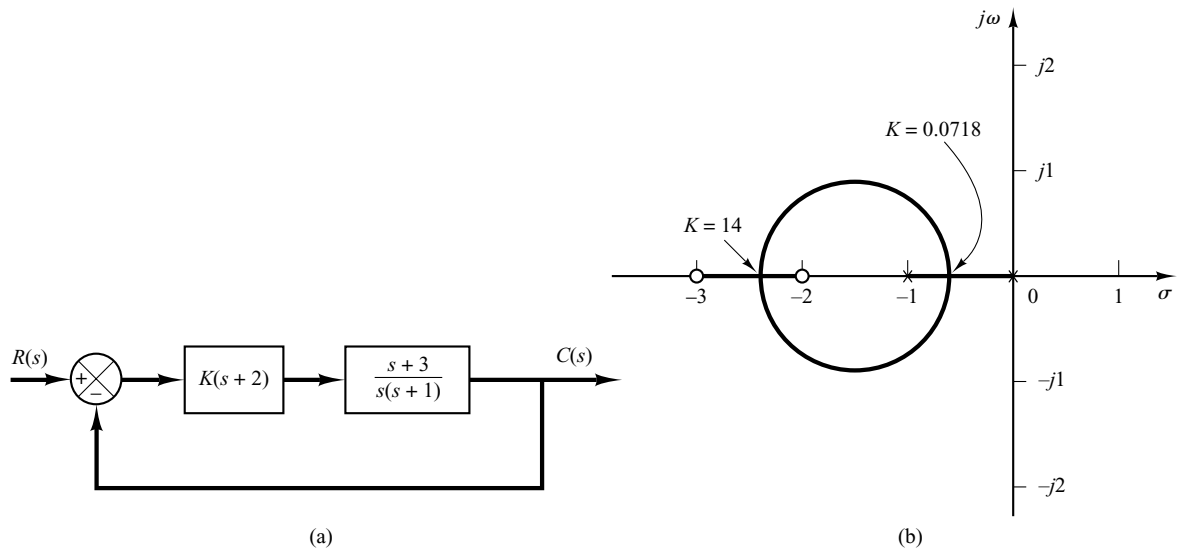 R(s)
+
−
K(s + 2)
s + 3
s(s + 1)
C(s)
(a)
jω
j2
K = 0.0718
j1
K = 14
–3
–2
–1
0
1
σ
–j1
–j2
(b)